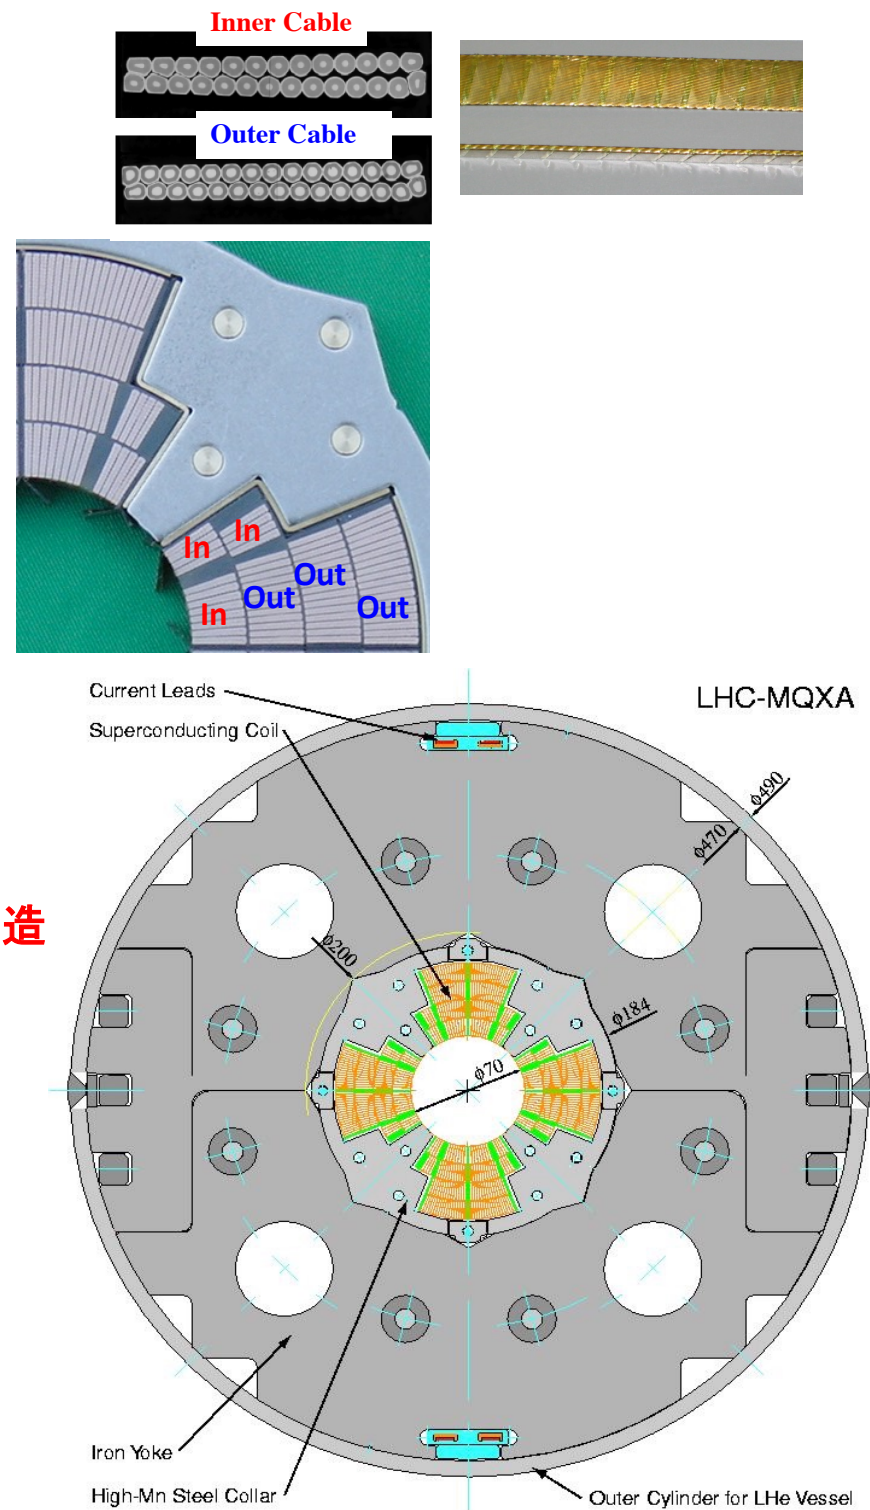 Inner Cable
Outer Cable
In
In
In
Out
Out
Out
Current Leads
LHC-MQXA
Superconducting Coil
ϕ490
ϕ470
造
ϕ200
ϕ184
ϕ70
Iron Yoke
High-Mn Steel Collar
Outer Cylinder for LHe Vessel